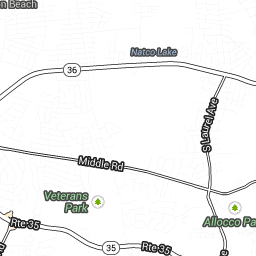 n Beach
Natco Lake
36
S Laurel Ave
Middle Rd
Veterans
Park
Allocco Pa
Rte 35
35
Rte 35